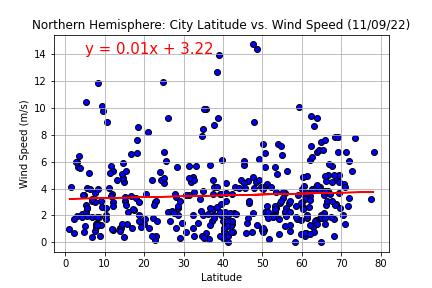 Northern Hemisphere: City Latitude vs. Wind Speed (11/09/22)
y = 0.01x + 3.22
14
12
10
8
6
4
2
0
Wind Speed (m/s)
0 10 20 30 40 50 60 70 80
Latitude